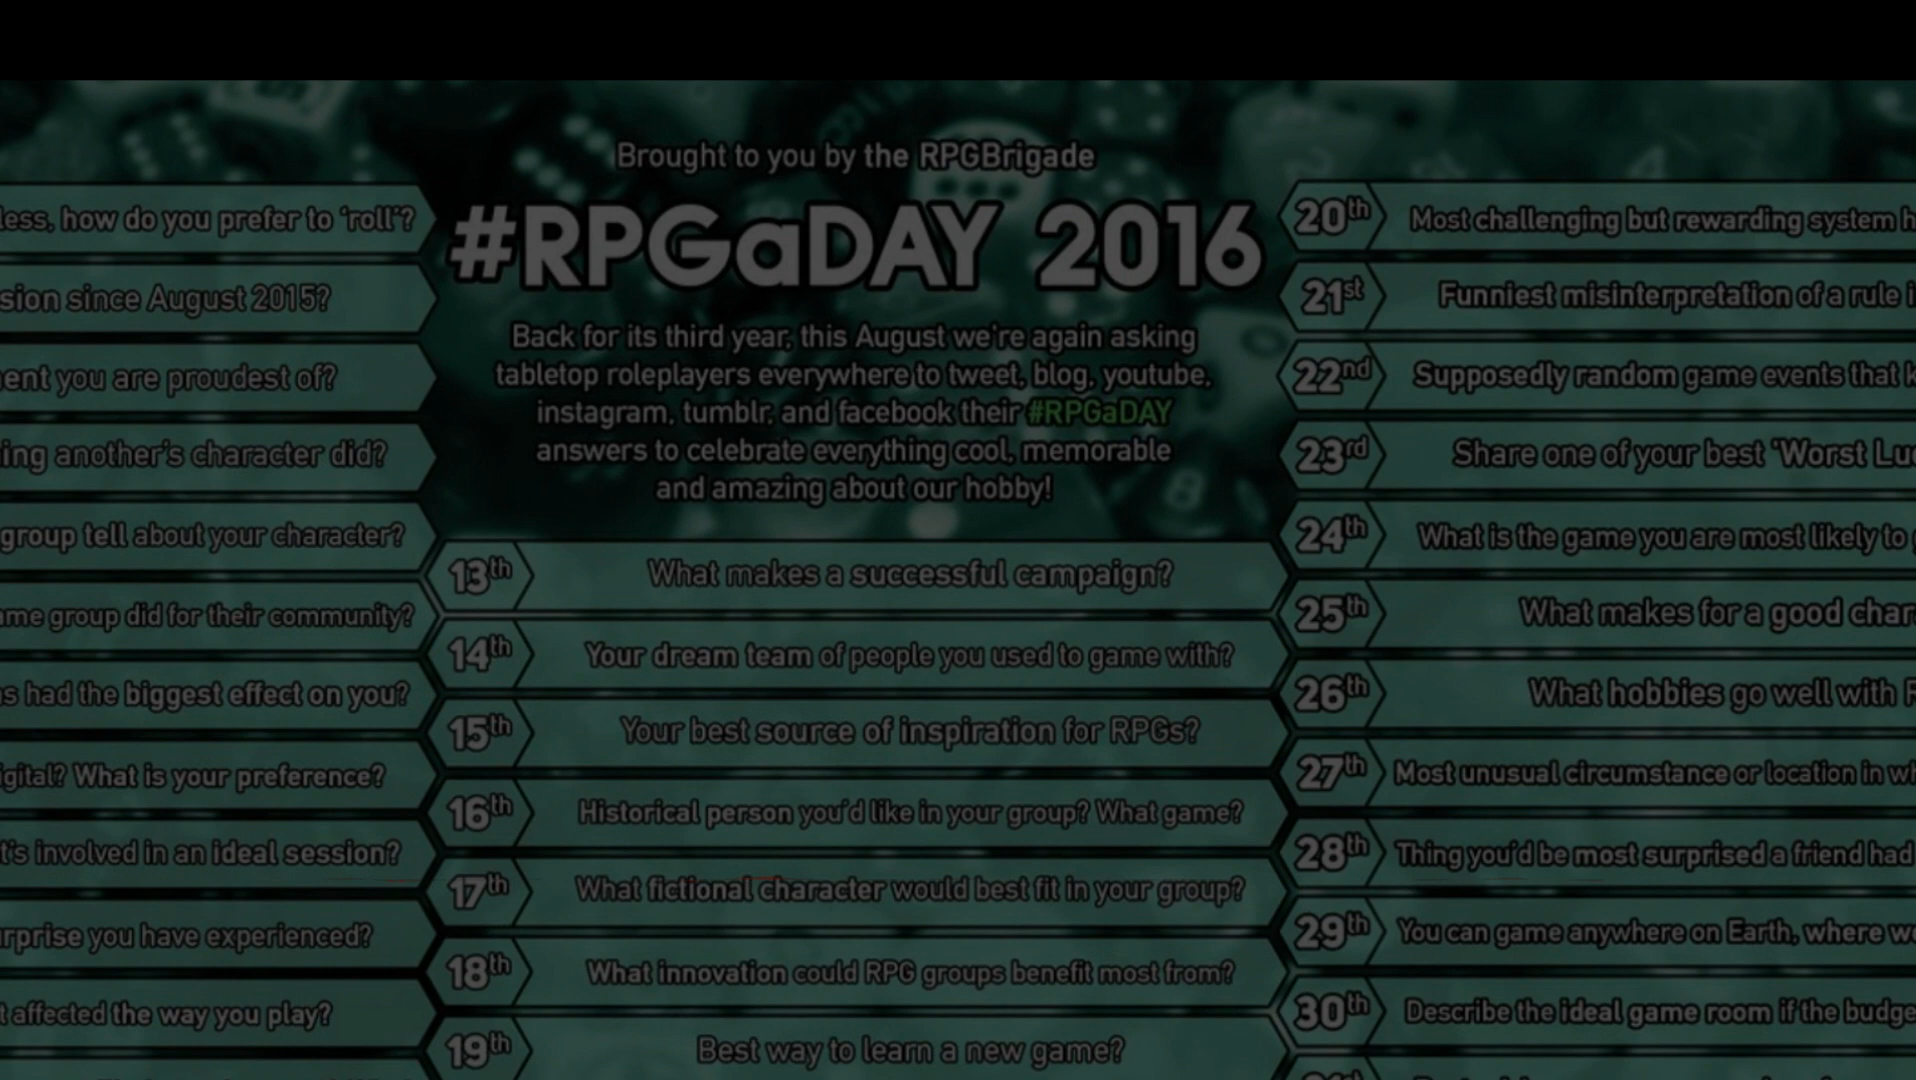 less, how do you prefer to 'roll'?
sion since August 2015?
ent you are proudest of?
ing another's character did?
group tell about your character?
me group did for their community?
s had the biggest effect on you?
igital? What is your preference?
t's involved in an ideal session?
rprise you have experienced?
t affected the way you play?
Brought to you by the RPGBrigade
#RPGaDAY 2016
Back for its third year, this August we're again asking
tabletop roleplayers everywhere to tweet, blog, youtube,
instagram, tumblr, and facebook their #RPGaDAY
answers to celebrate everything cool, memorable
and amazing about our hobby!
13th What makes a successful campaign?
14th Your dream team of people you used to game with?
15th Your best source of inspiration for RPGs?
16th Historical person you'd like in your group? What game?
17th What fictional character would best fit in your group?
18th What innovation could RPG groups benefit most from?
19th Best way to learn a new game?
20th Most challenging but rewarding system h
21st Funniest misinterpretation of a rule i
22nd Supposedly random game events that k
23rd Share one of your best 'Worst Luc
24th What is the game you are most likely to
25th What makes for a good char
26th What hobbies go well with R
27th Most unusual circumstance or location in wh
28th Thing you'd be most surprised a friend had
29th You can game anywhere on Earth, where wo
30th Describe the ideal game room if the budge